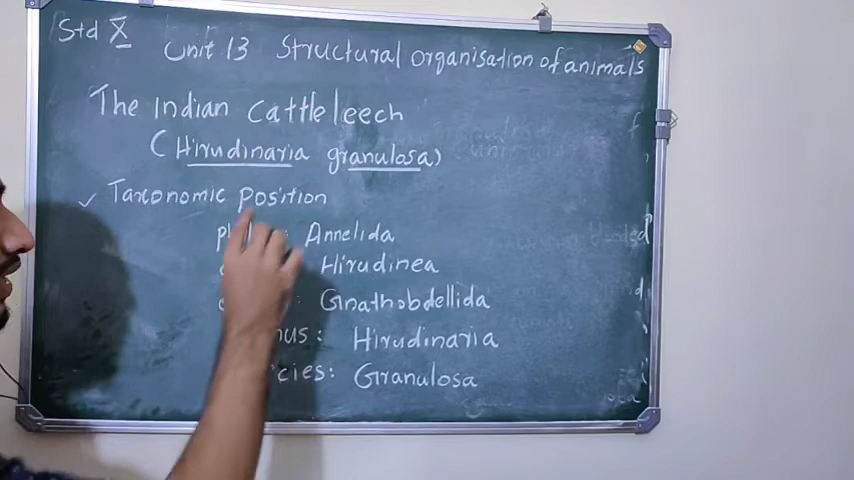 Std X
Unit 13 Structural organisation of animals
The Indian cattle leech
(Hirudinaria granulosa)
✓ Taxonomic position
: Annelida
Hirudinea
: Gnathobdellida
nus : Hirudinaria
cies: Granulosa